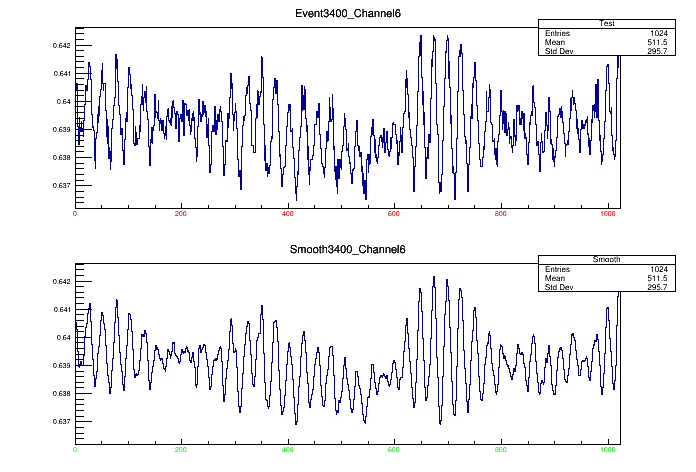 Event3400_Channel6
Test
Entries 1024
Mean 511.5
Std Dev 295.7
0.642
0.641
0.64
0.639
0.638
0.637
0 200 400 600 800 1000
Smooth3400_Channel6
Smooth
Entries 1024
Mean 511.5
Std Dev 295.7
0.642
0.641
0.64
0.639
0.638
0.637
0 200 400 600 800 1000